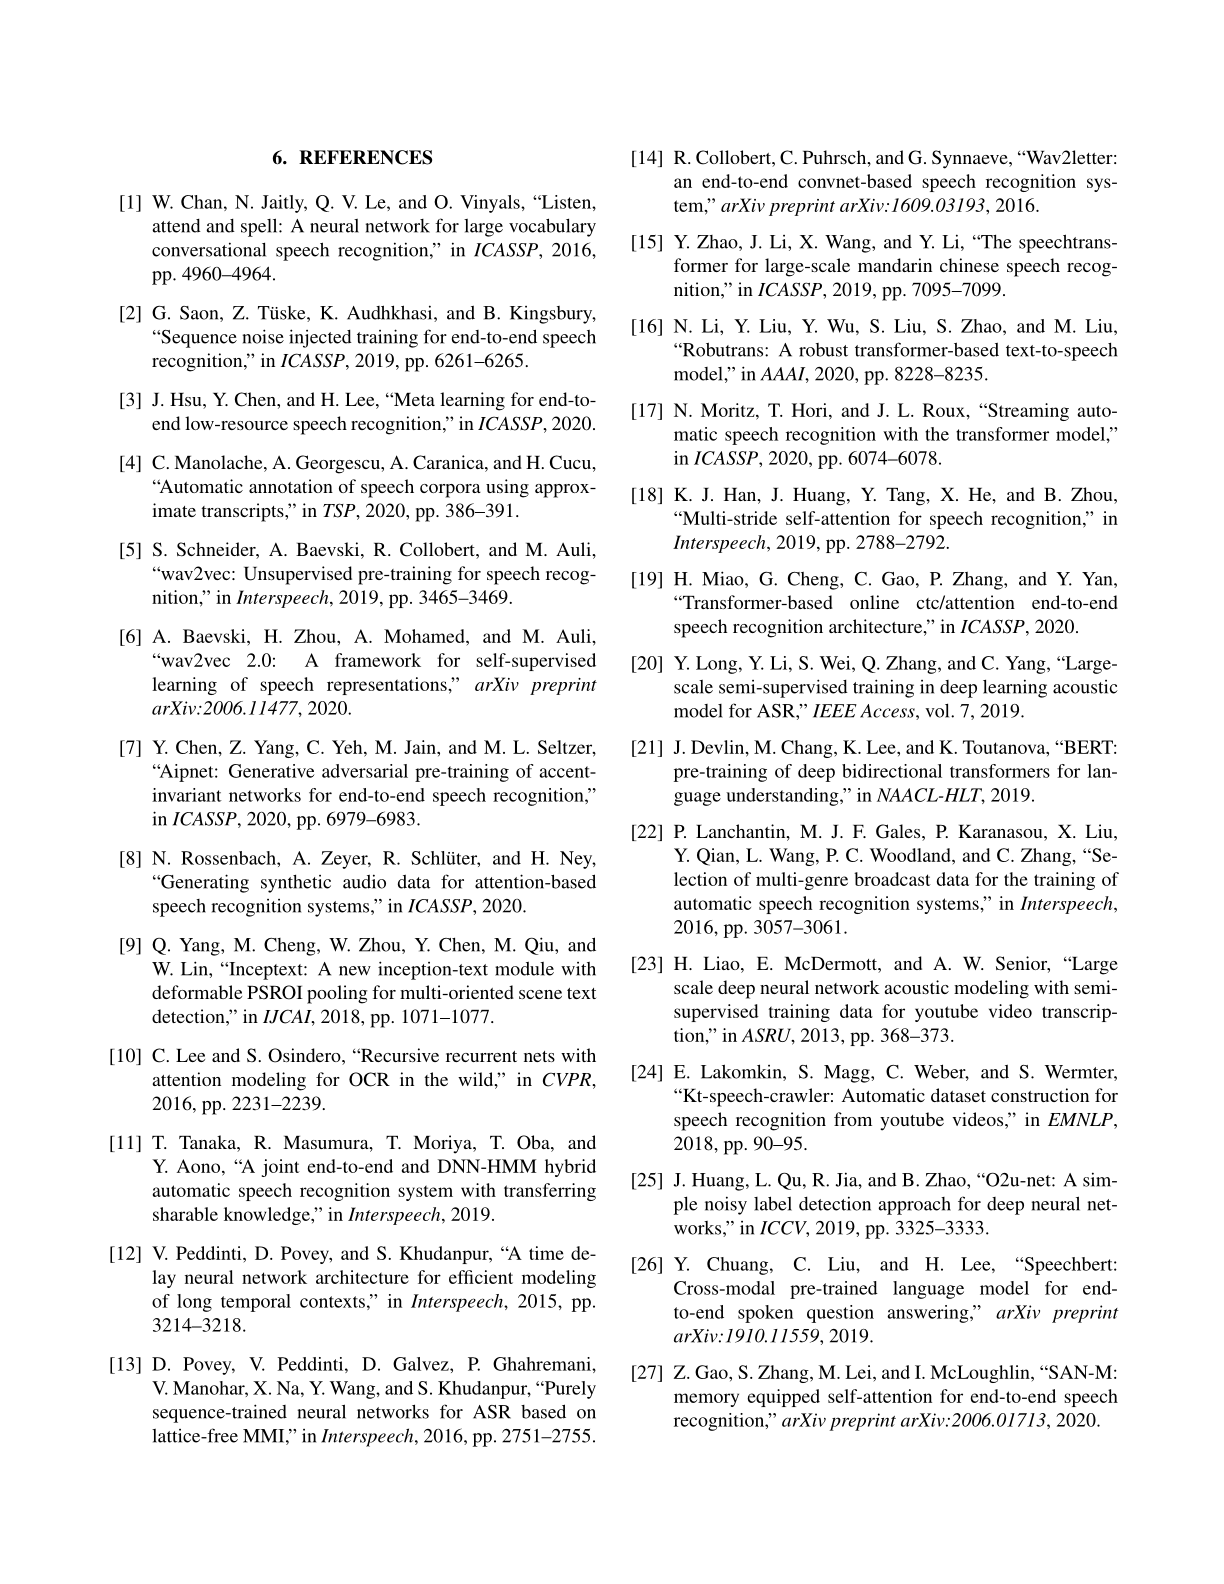 6. REFERENCES
[1] W. Chan, N. Jaitly, Q. V. Le, and O. Vinyals, “Listen,
attend and spell: A neural network for large vocabulary
conversational speech recognition,” in ICASSP, 2016,
pp. 4960–4964.
[2] G. Saon, Z. Tüske, K. Audhkhasi, and B. Kingsbury,
“Sequence noise injected training for end-to-end speech
recognition,” in ICASSP, 2019, pp. 6261–6265.
[3] J. Hsu, Y. Chen, and H. Lee, “Meta learning for end-to-
end low-resource speech recognition,” in ICASSP, 2020.
[4] C. Manolache, A. Georgescu, A. Caranica, and H. Cucu,
“Automatic annotation of speech corpora using approx-
imate transcripts,” in TSP, 2020, pp. 386–391.
[5] S. Schneider, A. Baevski, R. Collobert, and M. Auli,
“wav2vec: Unsupervised pre-training for speech recog-
nition,” in Interspeech, 2019, pp. 3465–3469.
[6] A. Baevski, H. Zhou, A. Mohamed, and M. Auli,
“wav2vec 2.0: A framework for self-supervised
learning of speech representations,” arXiv preprint
arXiv:2006.11477, 2020.
[7] Y. Chen, Z. Yang, C. Yeh, M. Jain, and M. L. Seltzer,
“Aipnet: Generative adversarial pre-training of accent-
invariant networks for end-to-end speech recognition,”
in ICASSP, 2020, pp. 6979–6983.
[8] N. Rossenbach, A. Zeyer, R. Schlüter, and H. Ney,
“Generating synthetic audio data for attention-based
speech recognition systems,” in ICASSP, 2020.
[9] Q. Yang, M. Cheng, W. Zhou, Y. Chen, M. Qiu, and
W. Lin, “Inceptext: A new inception-text module with
deformable PSROI pooling for multi-oriented scene text
detection,” in IJCAI, 2018, pp. 1071–1077.
[10] C. Lee and S. Osindero, “Recursive recurrent nets with
attention modeling for OCR in the wild,” in CVPR,
2016, pp. 2231–2239.
[11] T. Tanaka, R. Masumura, T. Moriya, T. Oba, and
Y. Aono, “A joint end-to-end and DNN-HMM hybrid
automatic speech recognition system with transferring
sharable knowledge,” in Interspeech, 2019.
[12] V. Peddinti, D. Povey, and S. Khudanpur, “A time de-
lay neural network architecture for efficient modeling
of long temporal contexts,” in Interspeech, 2015, pp.
3214–3218.
[13] D. Povey, V. Peddinti, D. Galvez, P. Ghahremani,
V. Manohar, X. Na, Y. Wang, and S. Khudanpur, “Purely
sequence-trained neural networks for ASR based on
lattice-free MMI,” in Interspeech, 2016, pp. 2751–2755.
[14] R. Collobert, C. Puhrsch, and G. Synnaeve, “Wav2letter:
an end-to-end convnet-based speech recognition sys-
tem,” arXiv preprint arXiv:1609.03193, 2016.
[15] Y. Zhao, J. Li, X. Wang, and Y. Li, “The speechtrans-
former for large-scale mandarin chinese speech recog-
nition,” in ICASSP, 2019, pp. 7095–7099.
[16] N. Li, Y. Liu, Y. Wu, S. Liu, S. Zhao, and M. Liu,
“Robutrans: A robust transformer-based text-to-speech
model,” in AAAI, 2020, pp. 8228–8235.
[17] N. Moritz, T. Hori, and J. L. Roux, “Streaming auto-
matic speech recognition with the transformer model,”
in ICASSP, 2020, pp. 6074–6078.
[18] K. J. Han, J. Huang, Y. Tang, X. He, and B. Zhou,
“Multi-stride self-attention for speech recognition,” in
Interspeech, 2019, pp. 2788–2792.
[19] H. Miao, G. Cheng, C. Gao, P. Zhang, and Y. Yan,
“Transformer-based online ctc/attention end-to-end
speech recognition architecture,” in ICASSP, 2020.
[20] Y. Long, Y. Li, S. Wei, Q. Zhang, and C. Yang, “Large-
scale semi-supervised training in deep learning acoustic
model for ASR,” IEEE Access, vol. 7, 2019.
[21] J. Devlin, M. Chang, K. Lee, and K. Toutanova, “BERT:
pre-training of deep bidirectional transformers for lan-
guage understanding,” in NAACL-HLT, 2019.
[22] P. Lanchantin, M. J. F. Gales, P. Karanasou, X. Liu,
Y. Qian, L. Wang, P. C. Woodland, and C. Zhang, “Se-
lection of multi-genre broadcast data for the training of
automatic speech recognition systems,” in Interspeech,
2016, pp. 3057–3061.
[23] H. Liao, E. McDermott, and A. W. Senior, “Large
scale deep neural network acoustic modeling with semi-
supervised training data for youtube video transcrip-
tion,” in ASRU, 2013, pp. 368–373.
[24] E. Lakomkin, S. Magg, C. Weber, and S. Wermter,
“Kt-speech-crawler: Automatic dataset construction for
speech recognition from youtube videos,” in EMNLP,
2018, pp. 90–95.
[25] J. Huang, L. Qu, R. Jia, and B. Zhao, “O2u-net: A sim-
ple noisy label detection approach for deep neural net-
works,” in ICCV, 2019, pp. 3325–3333.
[26] Y. Chuang, C. Liu, and H. Lee, “Speechbert:
Cross-modal pre-trained language model for end-
to-end spoken question answering,” arXiv preprint
arXiv:1910.11559, 2019.
[27] Z. Gao, S. Zhang, M. Lei, and I. McLoughlin, “SAN-M:
memory equipped self-attention for end-to-end speech
recognition,” arXiv preprint arXiv:2006.01713, 2020.